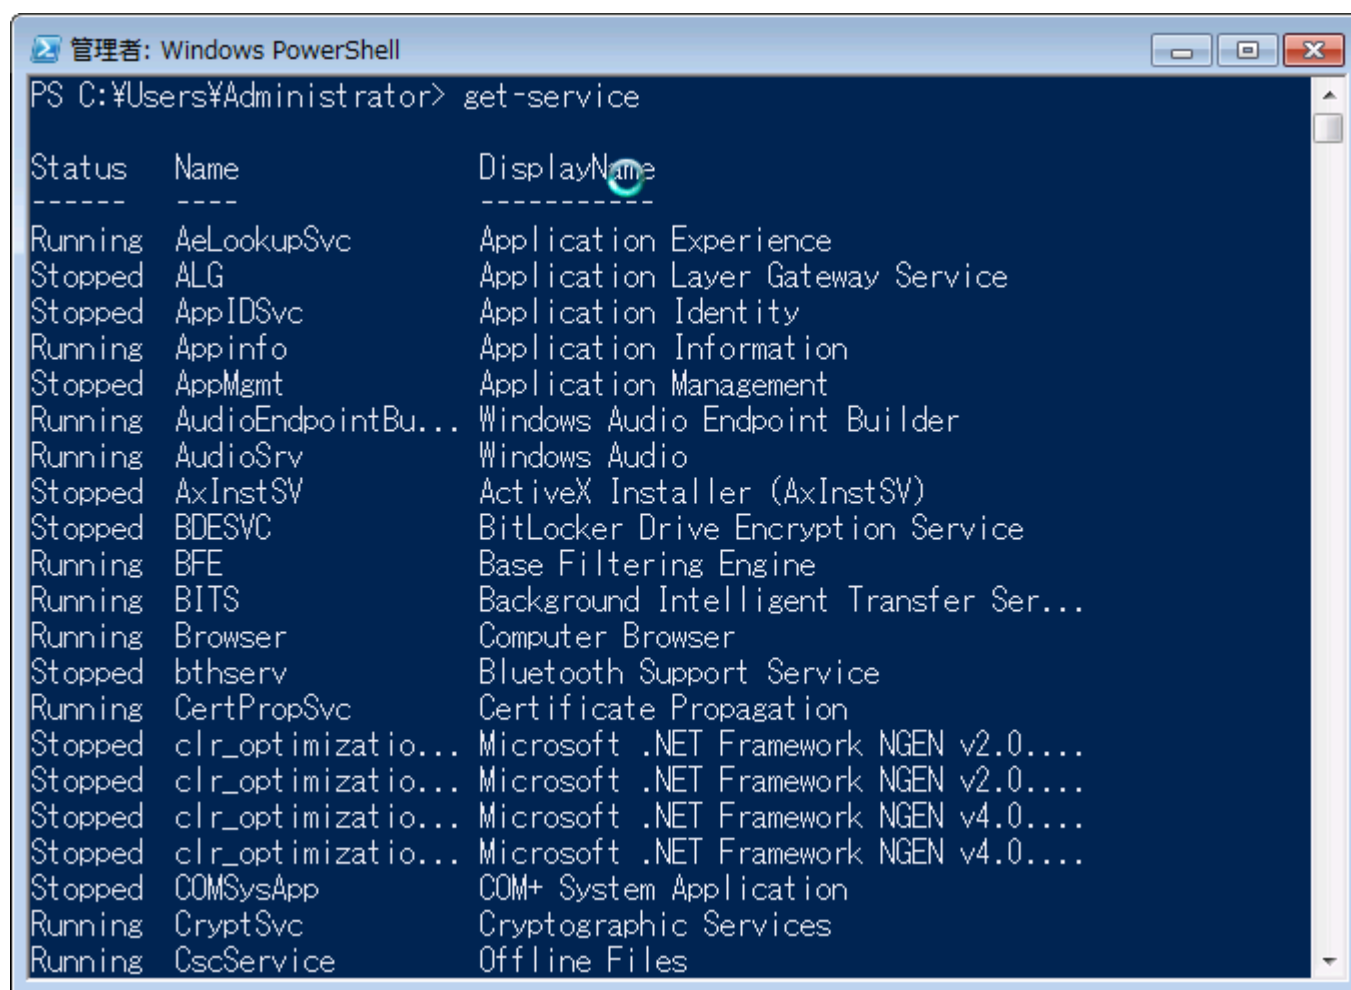 管理者: Windows PowerShell
PS C:¥Users¥Administrator> get-service
Status Name DisplayName
------ ---- -----------
Running AeLookupSvc Application Experience
Stopped ALG Application Layer Gateway Service
Stopped AppIDSvc Application Identity
Running Appinfo Application Information
Stopped AppMgmt Application Management
Running AudioEndpointBu... Windows Audio Endpoint Builder
Running AudioSrv Windows Audio
Stopped AxInstSV ActiveX Installer (AxInstSV)
Stopped BDESVC BitLocker Drive Encryption Service
Running BFE Base Filtering Engine
Running BITS Background Intelligent Transfer Ser...
Running Browser Computer Browser
Stopped bthserv Bluetooth Support Service
Running CertPropSvc Certificate Propagation
Stopped clr_optimizatio... Microsoft .NET Framework NGEN v2.0....
Stopped clr_optimizatio... Microsoft .NET Framework NGEN v2.0....
Stopped clr_optimizatio... Microsoft .NET Framework NGEN v4.0....
Stopped clr_optimizatio... Microsoft .NET Framework NGEN v4.0....
Stopped COMSysApp COM+ System Application
Running CryptSvc Cryptographic Services
Running CscService Offline Files